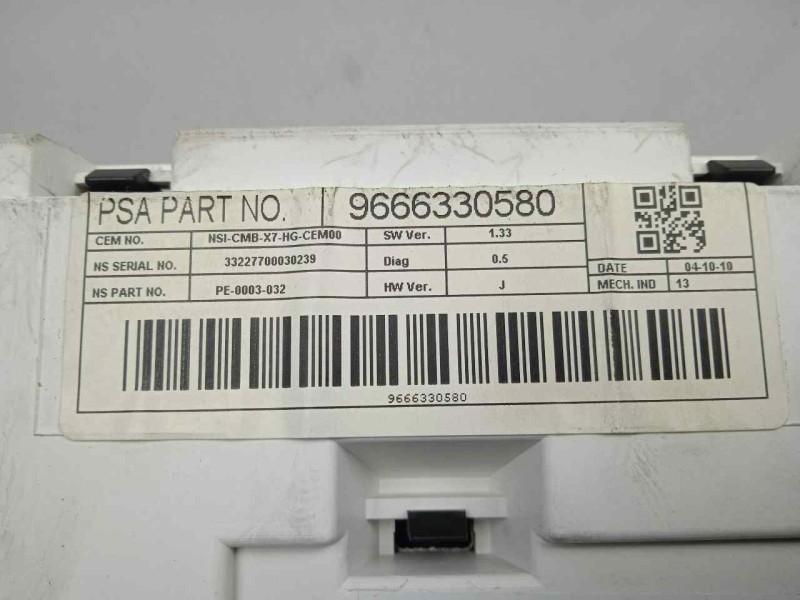 PSA PART NO. 9666330580
CEM NO. NSI-CMB-X7-HG-CEM00 SW Ver. 1.33
NS SERIAL NO. 33227700030239 Diag 0.5 DATE 04-10-10
NS PART NO. PE-0003-032 HW Ver. J MECH. IND 13
9666330580